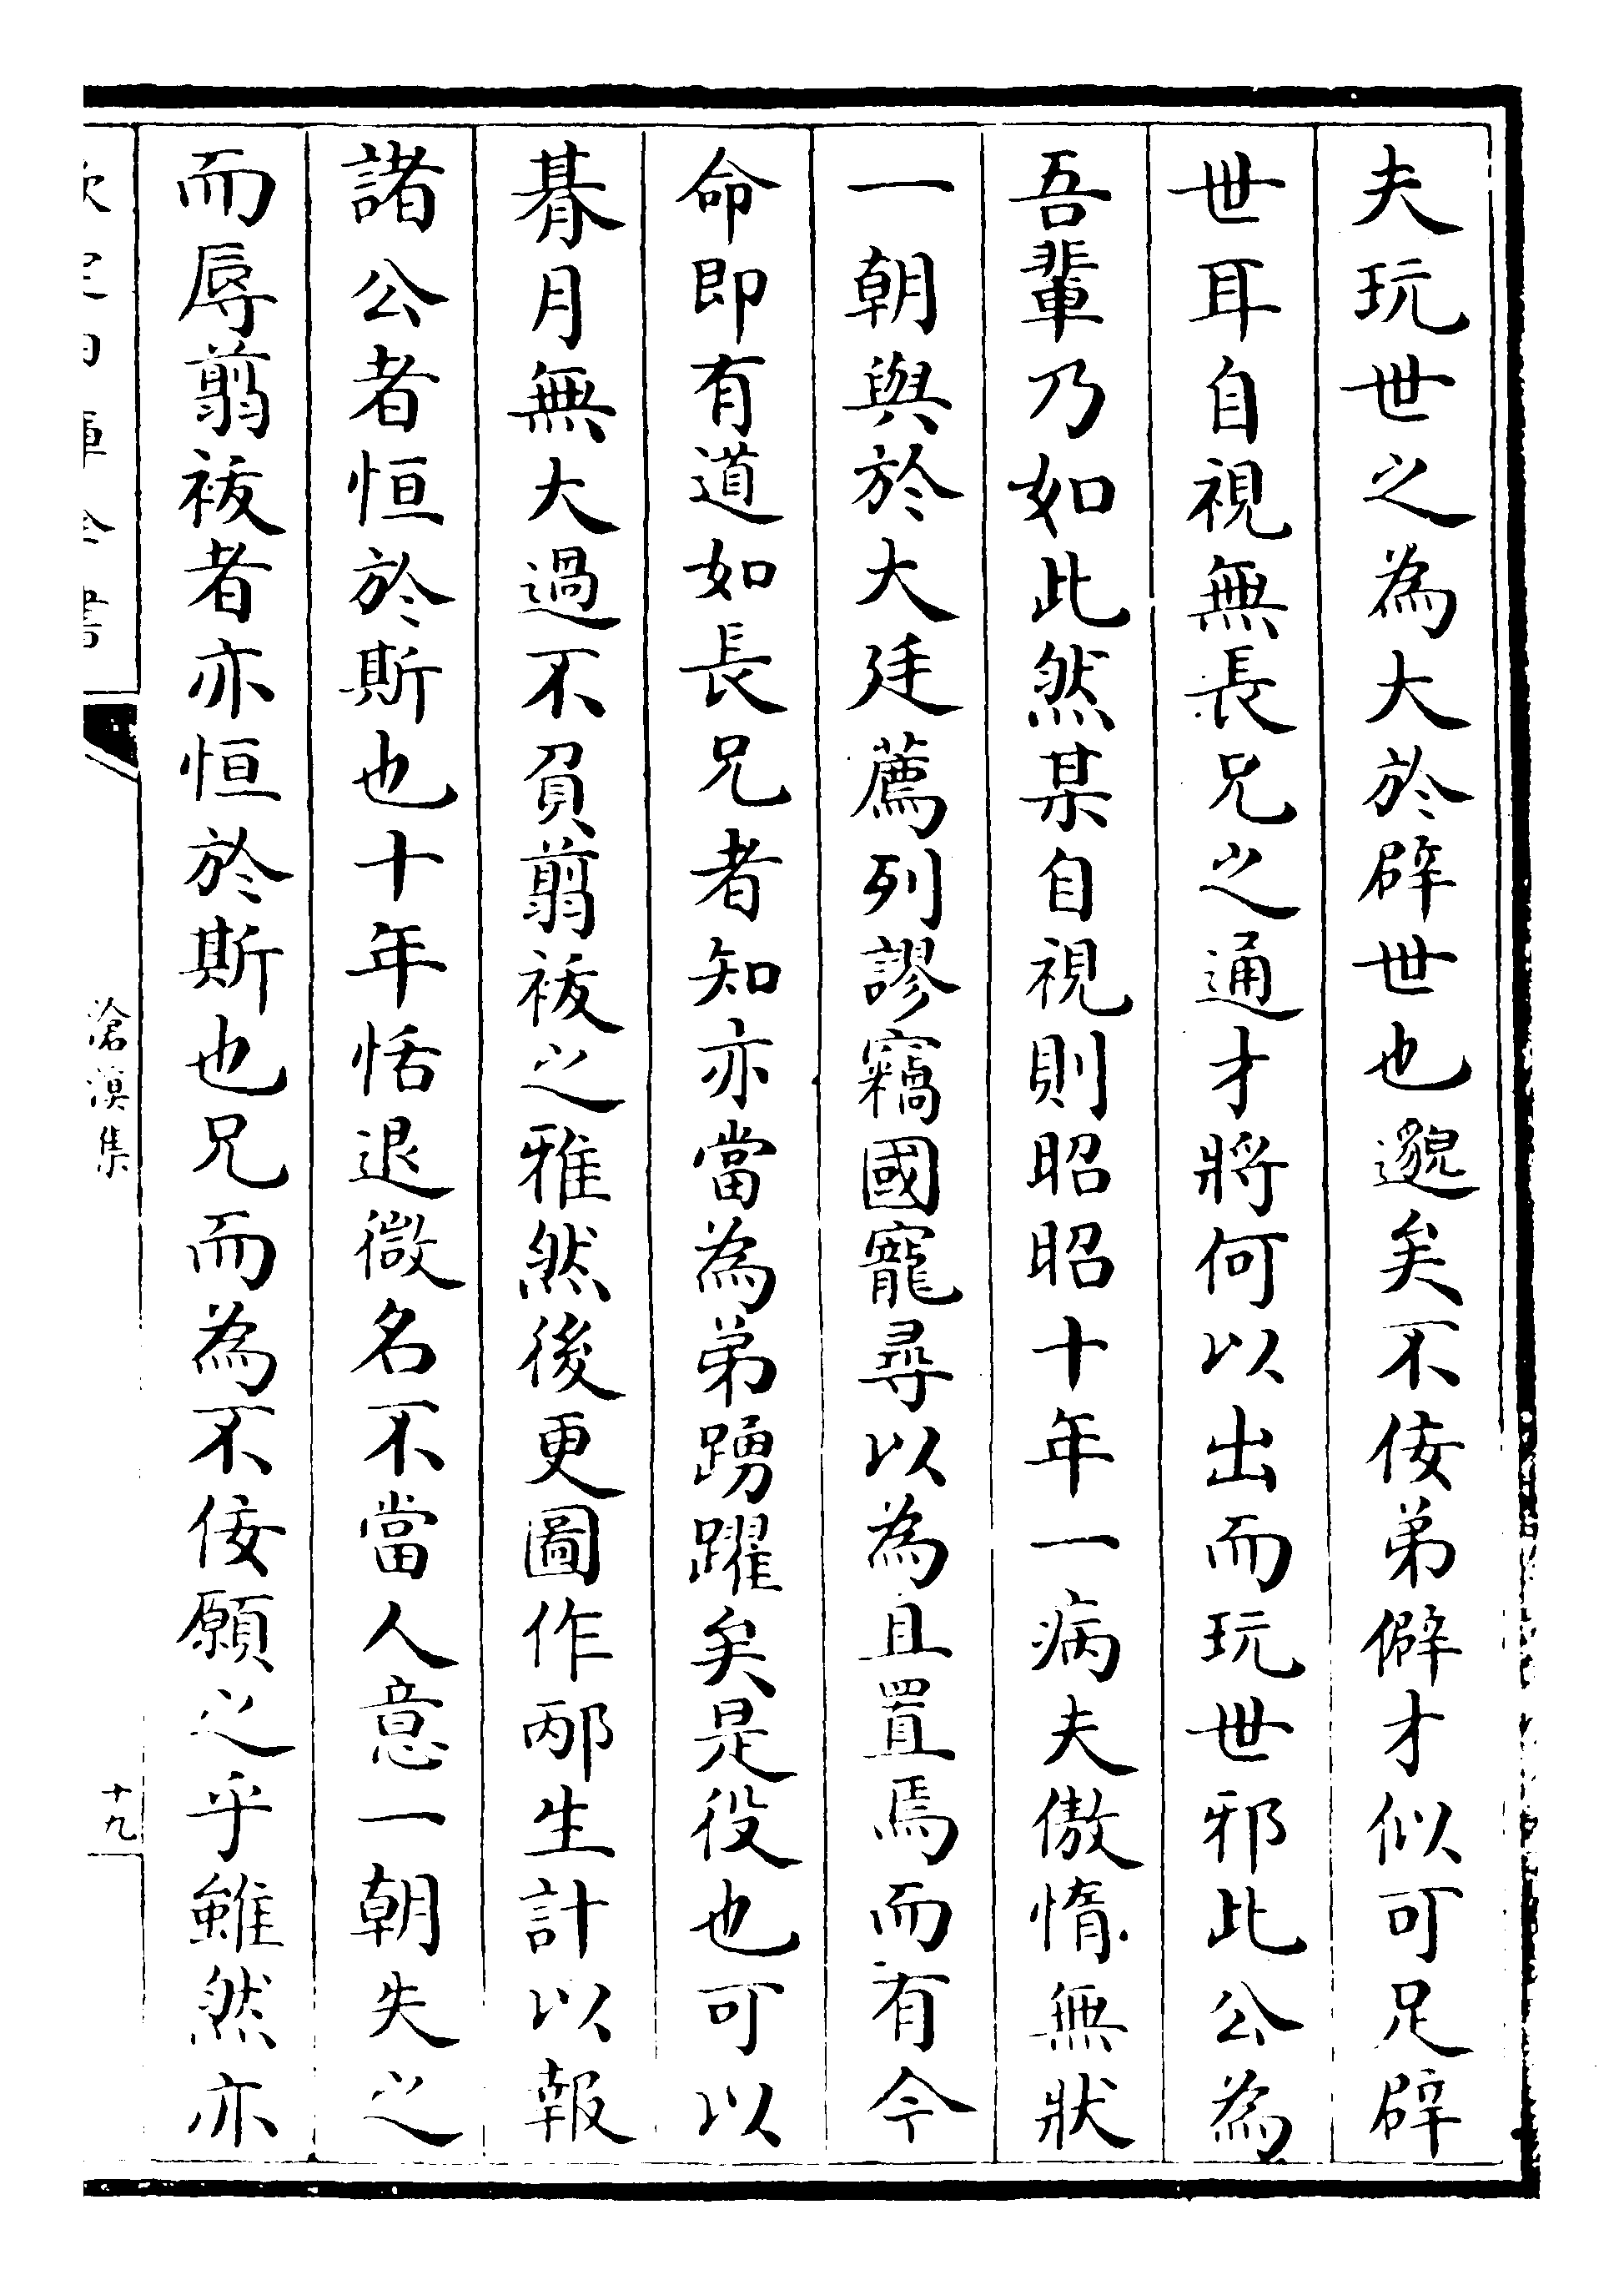 夫玩世之為大於辟世也邈矣不佞弟僻才似可足辟
世耳自視無長兄之通才將何以出而玩世邪此公為
吾輩乃如此然某自視則昭昭十年一病夫傲惰無狀
一朝與於大廷薦列謬竊國寵尋以為且置焉而有今
命即有道如長兄者知亦當為弟踴躍矣是役也可以
朞月無大過不負翦祓之雅然後更圖作邴生計以報
諸公者恒於斯也十年恬退微名不當人意一朝失之
而辱翦祓者亦恒於斯也兄而為不佞願之乎雖然亦
欽定四庫全書
滄溟集
十九